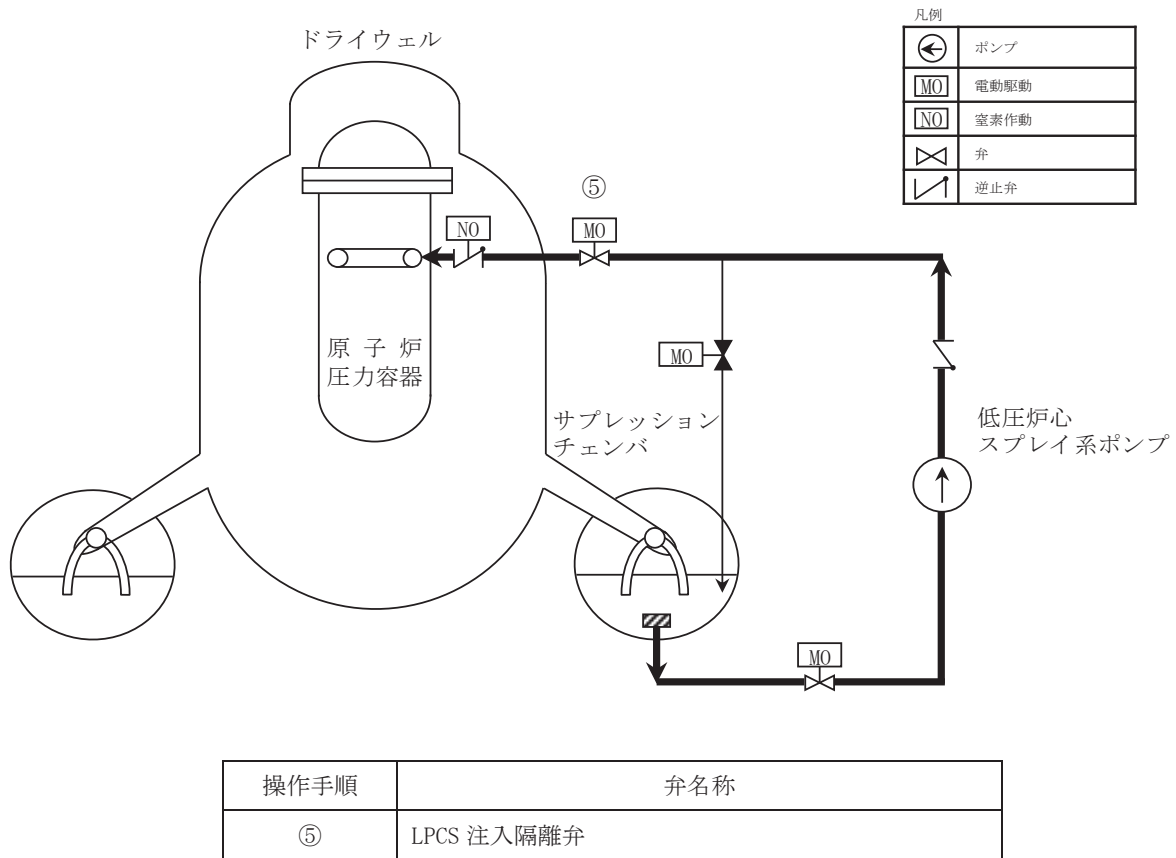 凡例
ポンプ
MO 電動駆動
NO 窒素作動
弁
逆止弁
ドライウェル
⑤
NO
MO
原子炉
圧力容器
MO
サプレッション
チェンバ
低圧炉心
スプレイ系ポンプ
MO
操作手順 弁名称
⑤ LPCS 注入隔離弁